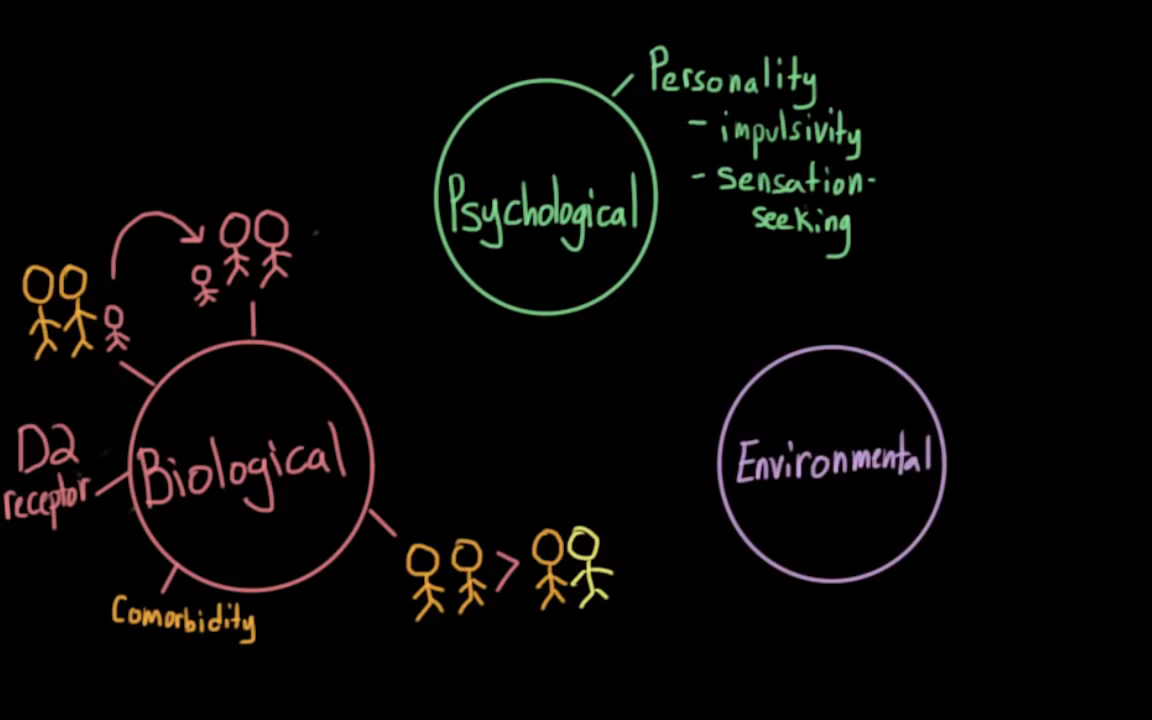 Personality
- impulsivity
- sensation-
seeking
Psychological
D2
receptor
Biological
Environmental
>
Comorbidity